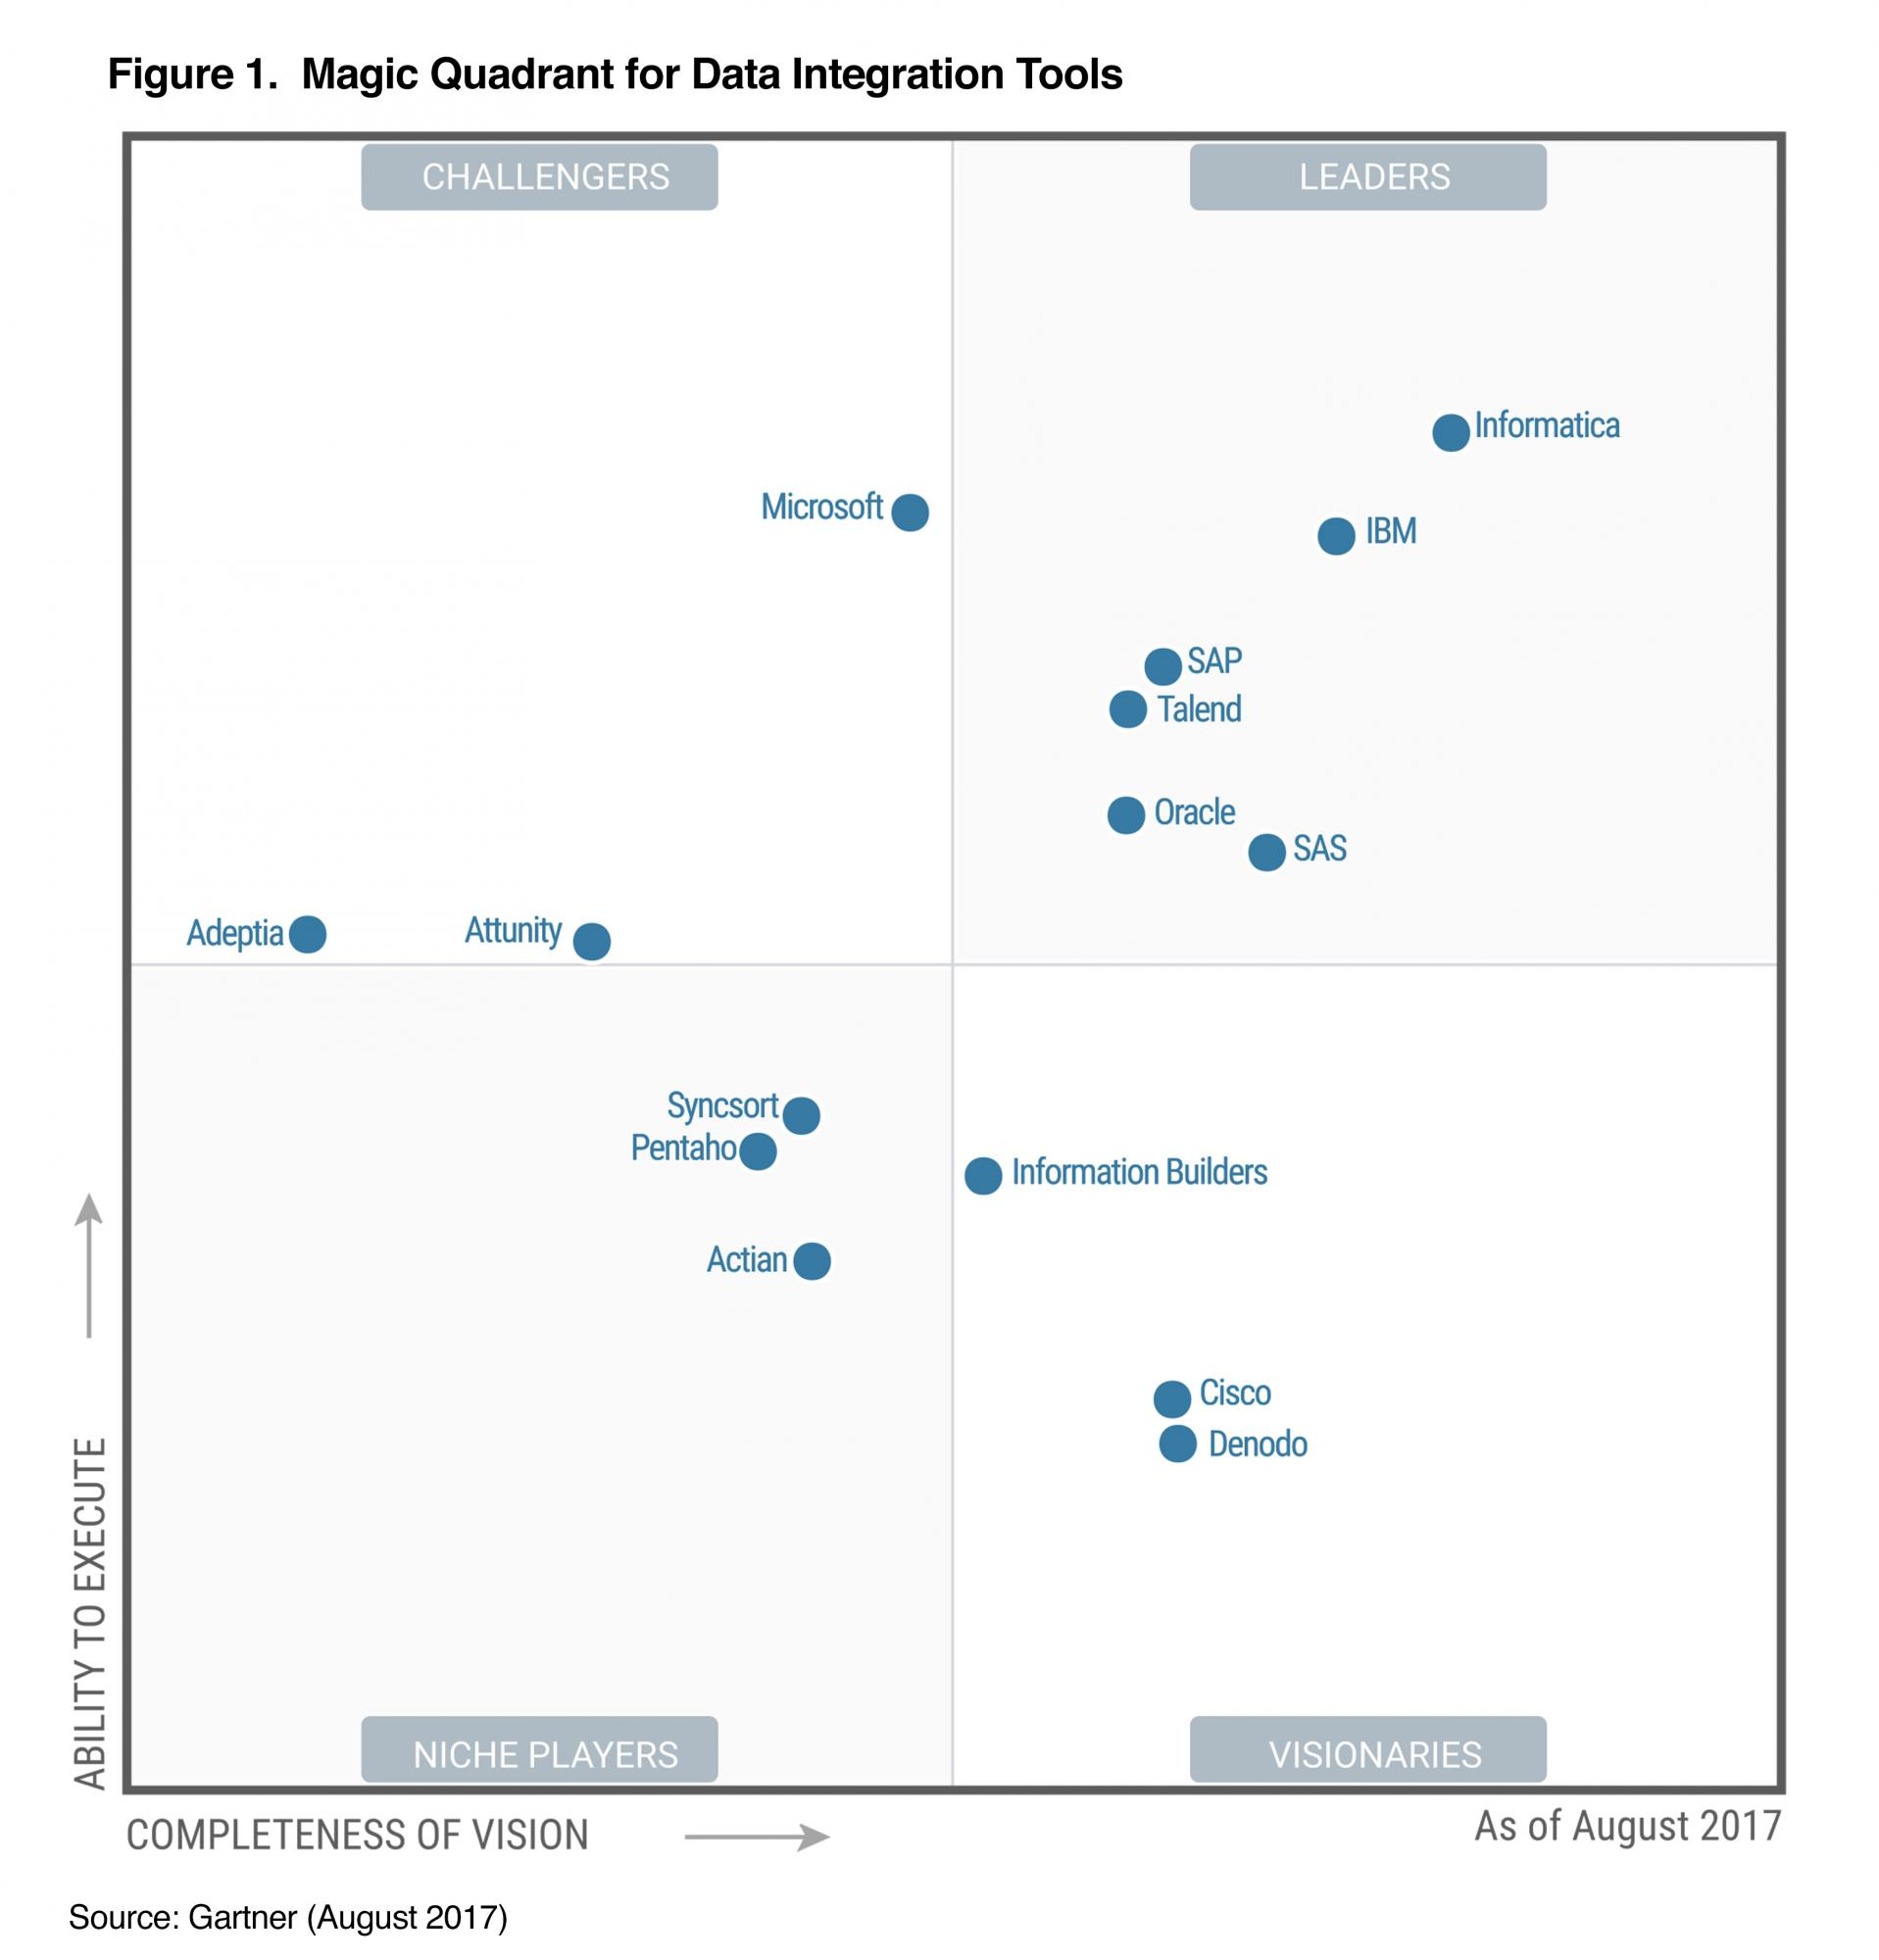 Figure 1. Magic Quadrant for Data Integration Tools
CHALLENGERS
LEADERS
Informatica
Microsoft
IBM
SAP
Talend
Oracle
SAS
Adeptia
Attunity
Syncsort
Pentaho
Information Builders
Actian
Cisco
Denodo
ABILITY TO EXECUTE
NICHE PLAYERS
VISIONARIES
COMPLETENESS OF VISION
As of August 2017
Source: Gartner (August 2017)